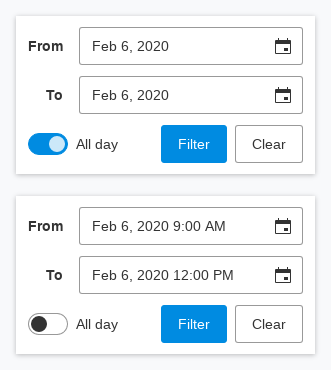 From Feb 6, 2020
To Feb 6, 2020
All day Filter Clear
From Feb 6, 2020 9:00 AM
To Feb 6, 2020 12:00 PM
All day Filter Clear